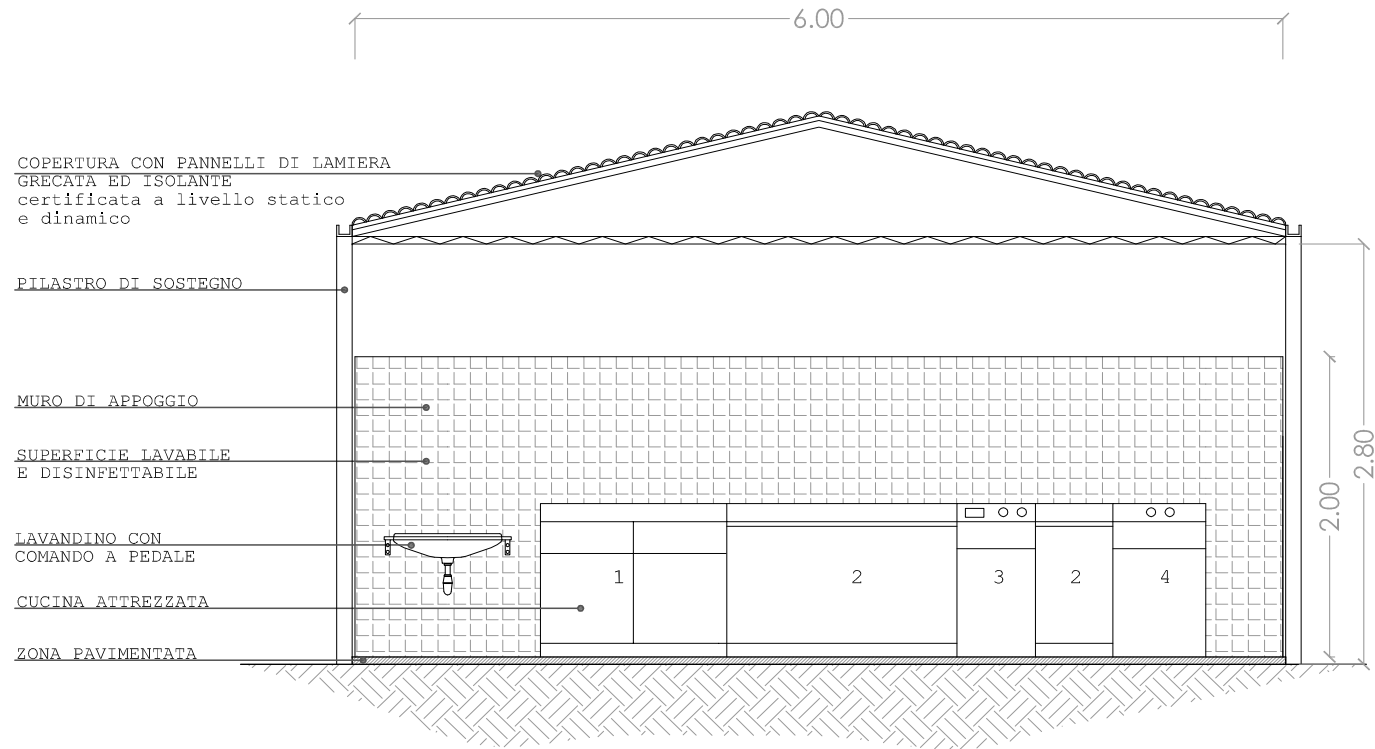 6.00
COPERTURA CON PANNELLI DI LAMIERA
GRECATA ED ISOLANTE
certificata a livello statico
e dinamico
PILASTRO DI SOSTEGNO
MURO DI APPOGGIO
SUPERFICIE LAVABILE
E DISINFETTABILE
LAVANDINO CON
COMANDO A PEDALE
CUCINA ATTREZZATA
ZONA PAVIMENTATA
1
2
3
2
4
2.00
2.80